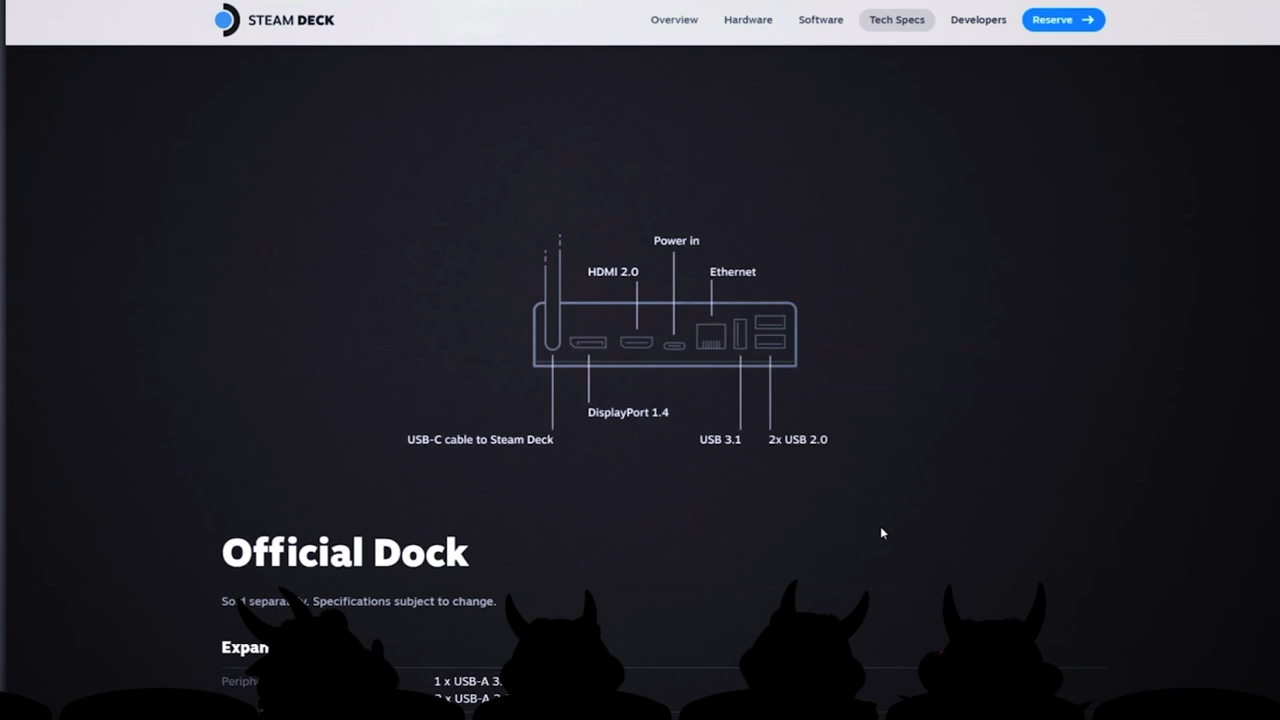 STEAM DECK
Overview
Hardware
Software
Tech Specs
Developers
Reserve
Power in
HDMI 2.0
Ethernet
DisplayPort 1.4
USB-C cable to Steam Deck
USB 3.1
2x USB 2.0
Official Dock
Specifications subject to change.
1 x USB-A 3.
x USB-A